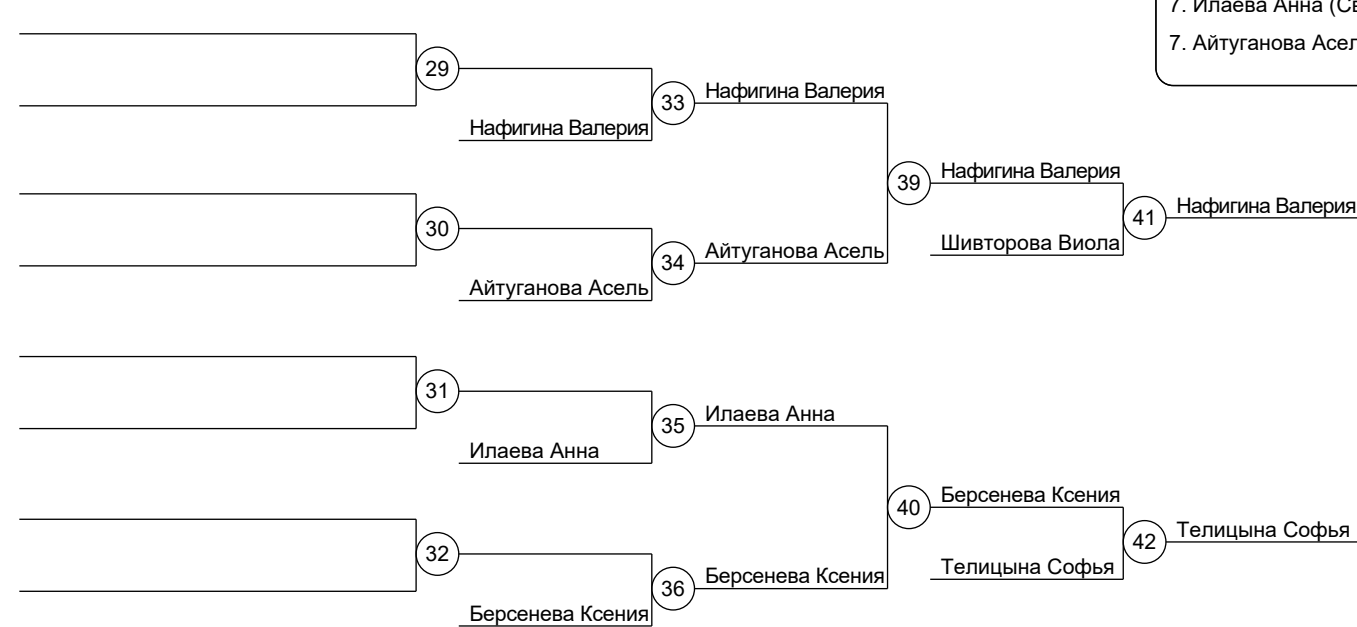 7. Илаева Анна
7. Айтуганова Асел
29
Нафигина Валерия
33
Нафигина Валерия
39
Нафигина Валерия
41
Нафигина Валерия
Шивторова Виола
30
Айтуганова Асель
34
Айтуганова Асель
31
Илаева Анна
35
Илаева Анна
40
Берсенева Ксения
42
Телицына Софья
Телицына Софья
32
Берсенева Ксения
36
Берсенева Ксения